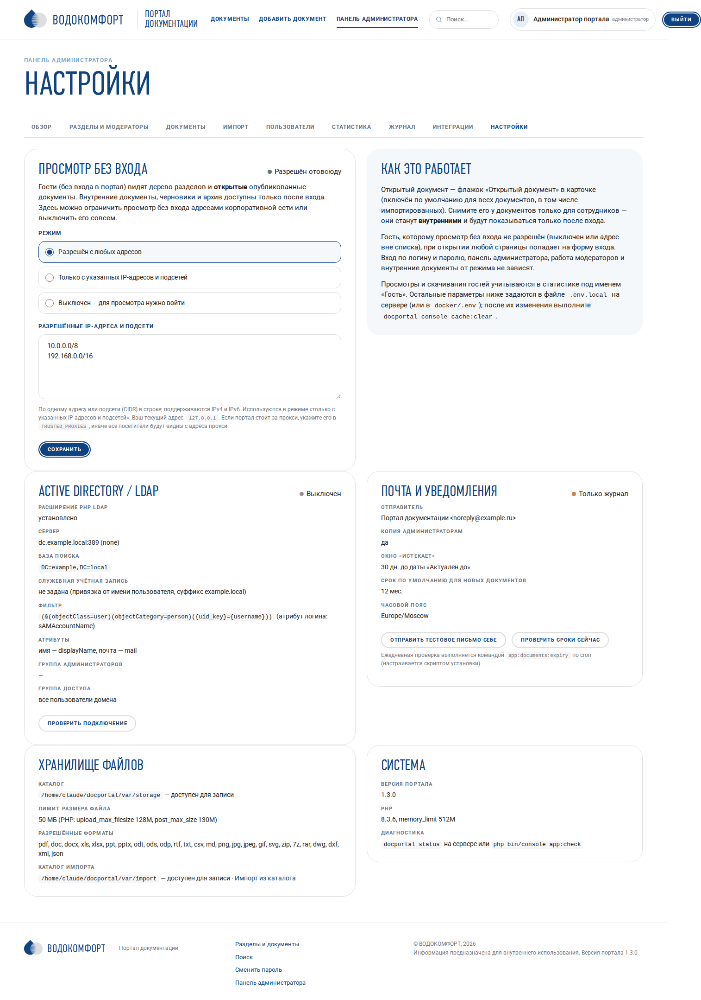 ВОДОКОМФОРТ
ПОРТАЛ
ДОКУМЕНТАЦИИ
ДОКУМЕНТЫ
ДОБАВИТЬ ДОКУМЕНТ
ПАНЕЛЬ АДМИНИСТРАТОРА
Поиск...
АП
Администратор портала администратор
ВЫЙТИ
ПАНЕЛЬ АДМИНИСТРАТОРА
НАСТРОЙКИ
ОБЗОР
РАЗДЕЛЫ И МОДЕРАТОРЫ
ДОКУМЕНТЫ
ИМПОРТ
ПОЛЬЗОВАТЕЛИ
СТАТИСТИКА
ЖУРНАЛ
ИНТЕГРАЦИИ
НАСТРОЙКИ
ПРОСМОТР БЕЗ ВХОДА
Разрешён отовсюду
Гости (без входа в портал) видят дерево разделов и открытые опубликованные
документы. Внутренние документы, черновики и архив доступны только после входа.
Здесь можно ограничить просмотр без входа адресами корпоративной сети или
выключить его совсем.
РЕЖИМ
Разрешён с любых адресов
Только с указанных IP-адресов и подсетей
Выключен — для просмотра нужно войти
РАЗРЕШЁННЫЕ IP-АДРЕСА И ПОДСЕТИ
10.0.0.0/8
192.168.0.0/16
По одному адресу или подсети (CIDR) в строке; поддерживаются IPv4 и IPv6. Используются в режиме «только с
указанных IP-адресов и подсетей». Ваш текущий адрес: 127.0.0.1. Если портал стоит за прокси, укажите его в
TRUSTED_PROXIES, иначе все посетители будут видны с адреса прокси.
СОХРАНИТЬ
КАК ЭТО РАБОТАЕТ
Открытый документ — флажок «Открытый документ» в карточке
(включён по умолчанию для всех документов, в том числе
импортированных). Снимите его у документов только для сотрудников —
они станут внутренними и будут показываться только после входа.
Гость, которому просмотр без входа не разрешён (выключен или адрес
вне списка), при открытии любой страницы попадает на форму входа.
Вход по логину и паролю, панель администратора, работа модераторов и
внутренние документы от режима не зависят.
Просмотры и скачивания гостей учитываются в статистике под именем
«Гость». Остальные параметры ниже задаются в файле .env.local на
сервере (или в docker/.env ); после их изменения выполните
docportal console cache:clear .
ACTIVE DIRECTORY / LDAP
Выключен
РАСШИРЕНИЕ PHP LDAP
установлено
СЕРВЕР
dc.example.local:389 (none)
БАЗА ПОИСКА
DC=example,DC=local
СЛУЖЕБНАЯ УЧЁТНАЯ ЗАПИСЬ
не задана (привязка от имени пользователя, суффикс example.local)
ФИЛЬТР
(&(objectClass=user)(objectCategory=person)({uid_key}={username})) (атрибут логина:
sAMAccountName)
АТРИБУТЫ
имя — displayName, почта — mail
ГРУППА АДМИНИСТРАТОРОВ
—
ГРУППА ДОСТУПА
все пользователи домена
ПРОВЕРИТЬ ПОДКЛЮЧЕНИЕ
ПОЧТА И УВЕДОМЛЕНИЯ
Только журнал
ОТПРАВИТЕЛЬ
Портал документации <noreply@example.ru>
КОПИЯ АДМИНИСТРАТОРАМ
да
ОКНО «ИСТЕКАЕТ»
30 дн. до даты «Актуален до»
СРОК ПО УМОЛЧАНИЮ ДЛЯ НОВЫХ ДОКУМЕНТОВ
12 мес.
ЧАСОВОЙ ПОЯС
Europe/Moscow
ОТПРАВИТЬ ТЕСТОВОЕ ПИСЬМО СЕБЕ
ПРОВЕРИТЬ СРОКИ СЕЙЧАС
Ежедневная проверка выполняется командой app:documents:expiry по cron
(настраивается скриптом установки).
ХРАНИЛИЩЕ ФАЙЛОВ
КАТАЛОГ
/home/claude/docportal/var/storage — доступен для записи
ЛИМИТ РАЗМЕРА ФАЙЛА
50 МБ (PHP: upload_max_filesize 128M, post_max_size 130M)
РАЗРЕШЁННЫЕ ФОРМАТЫ
pdf, doc, docx, xls, xlsx, ppt, pptx, odt, ods, odp, rtf, txt, csv, md, png, jpg, jpeg, gif, svg, zip, 7z, rar, dwg, dxf,
xml, json
КАТАЛОГ ИМПОРТА
/home/claude/docportal/var/import — доступен для записи · Импорт из каталога
СИСТЕМА
ВЕРСИЯ ПОРТАЛА
1.3.0
PHP
8.3.6, memory_limit 512M
ДИАГНОСТИКА
docportal status на сервере или php bin/console app:check
ВОДОКОМФОРТ
Портал документации
Разделы и документы
Поиск
Сменить пароль
Панель администратора
© ВОДОКОМФОРТ, 2026
Информация предназначена для внутреннего использования. Версия портала 1.3.0